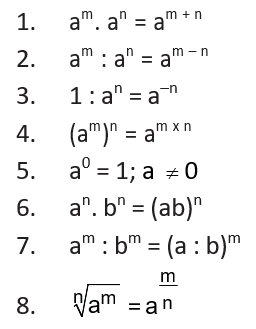 1. aᵐ. aⁿ = aᵐ ⁺ ⁿ
2. aᵐ : aⁿ = aᵐ ⁻ ⁿ
3. 1 : aⁿ = a⁻ⁿ
4. (aᵐ)ⁿ = aᵐ ˣ ⁿ
5. a⁰ = 1; a ≠ 0
6. aⁿ. bⁿ = (ab)ⁿ
7. aᵐ : bᵐ = (a : b)ᵐ
8. ⁿ√aᵐ = a^(m/n)